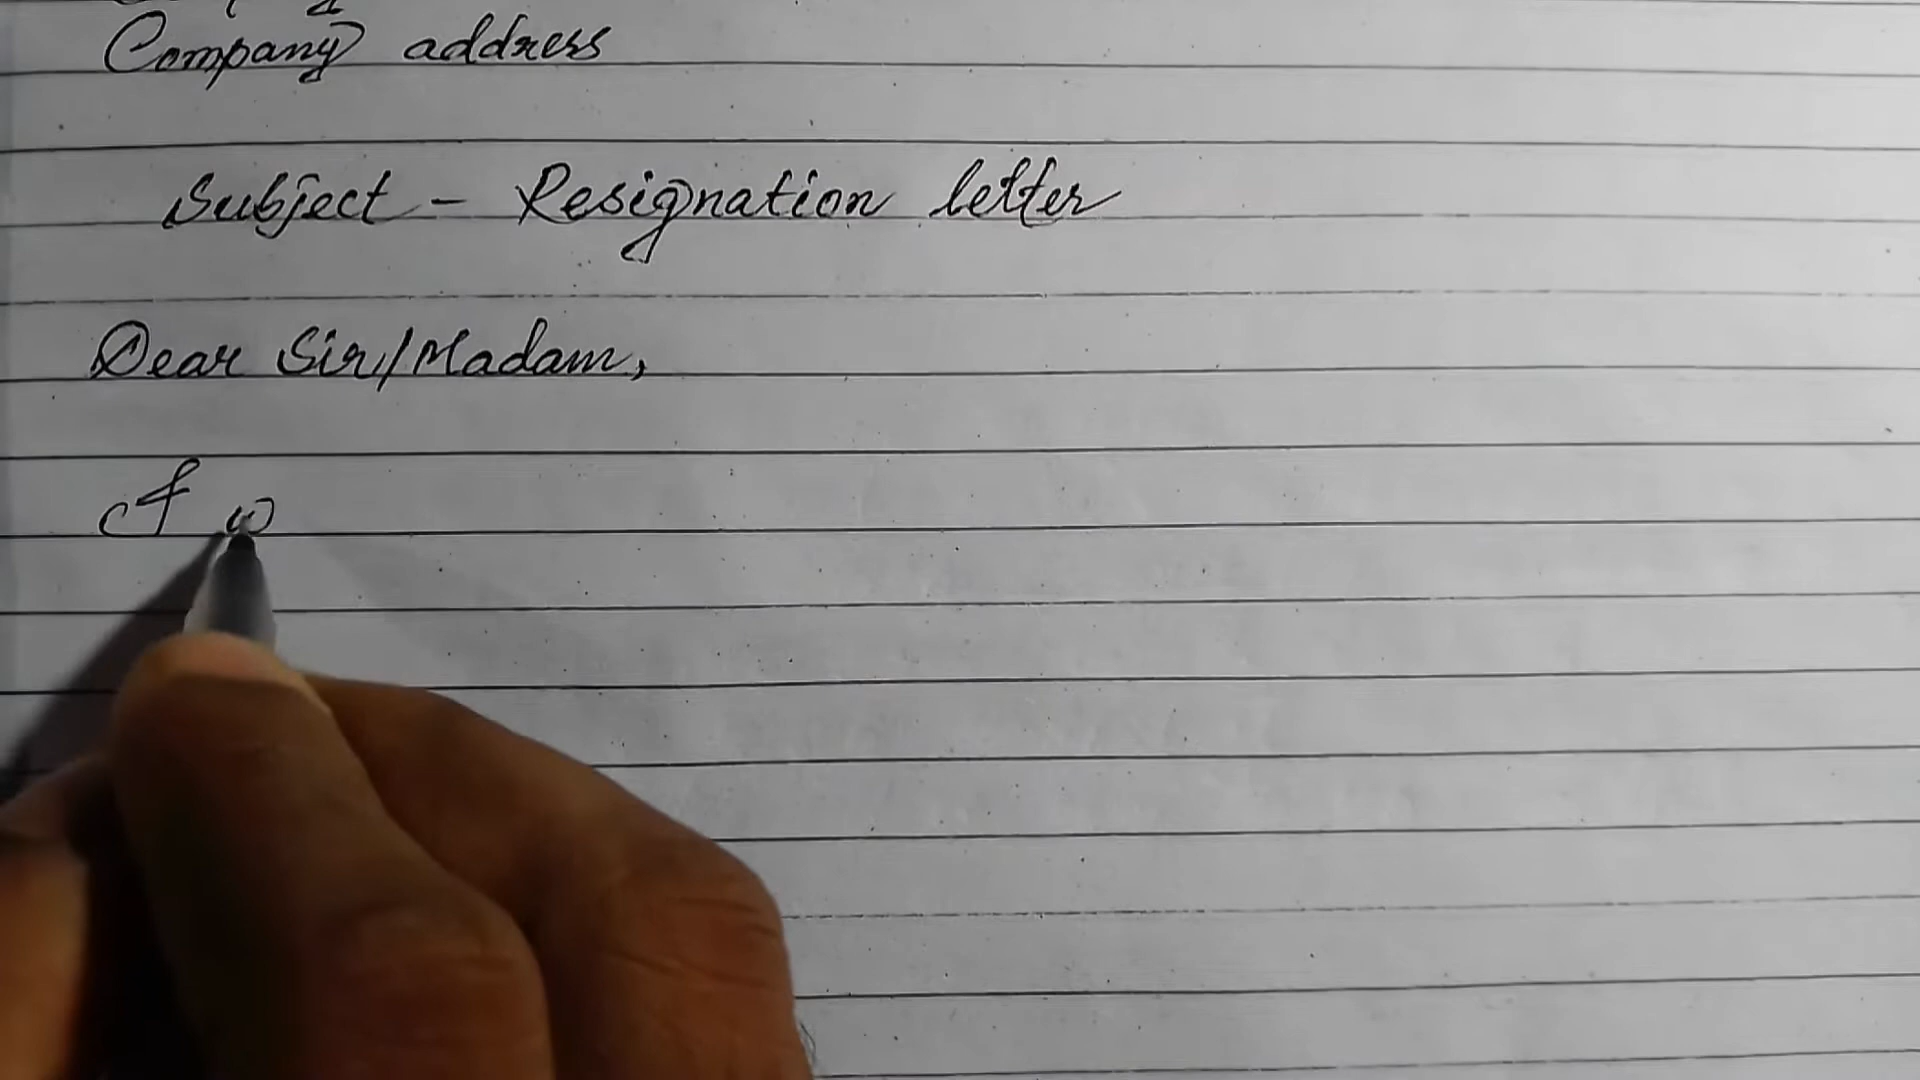 Company address
Subject - Resignation letter
Dear Sir/Madam,
I